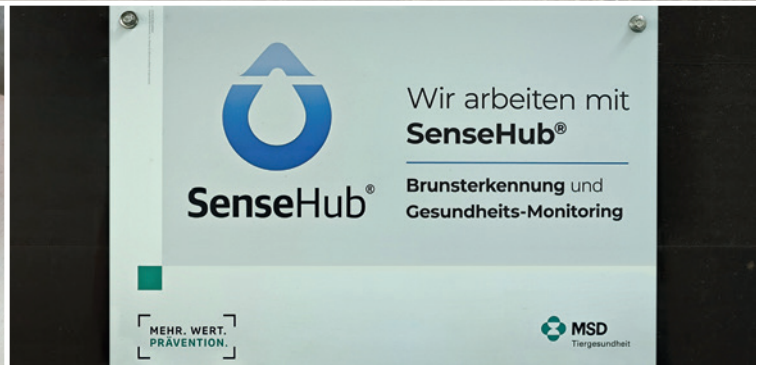 SenseHub®
Wir arbeiten mit
SenseHub®
Brunsterkennung und
Gesundheits-Monitoring
MEHR. WERT.
PRÄVENTION.
MSD
Tiergesundheit